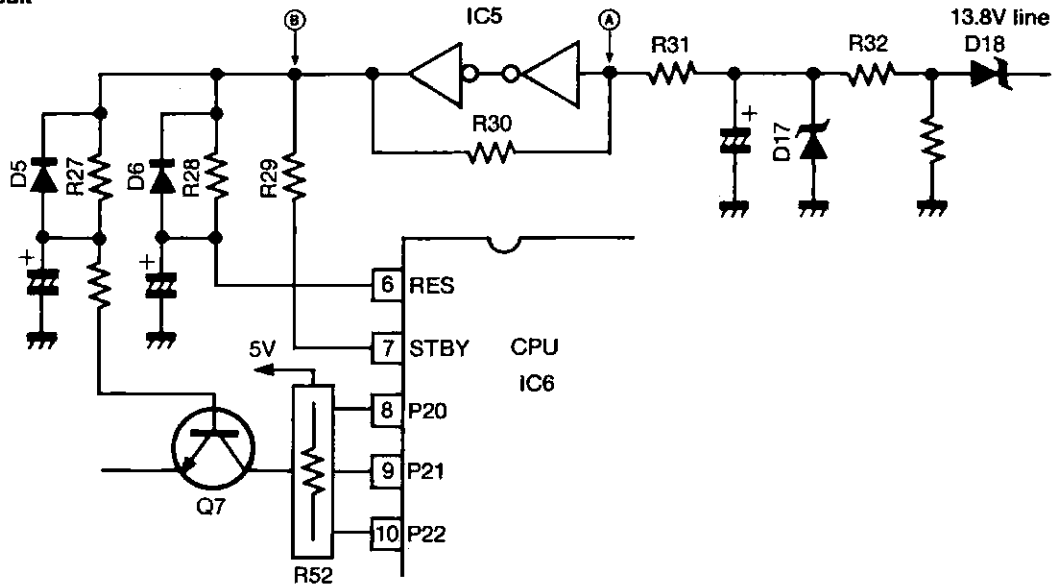 B
IC5
A
13.8V line
R31
R32
D18
R30
D5
R27
D6
R28
R29
D17
+
+
+
6 RES
5V
7 STBY
CPU
IC6
8 P20
9 P21
Q7
10 P22
R52